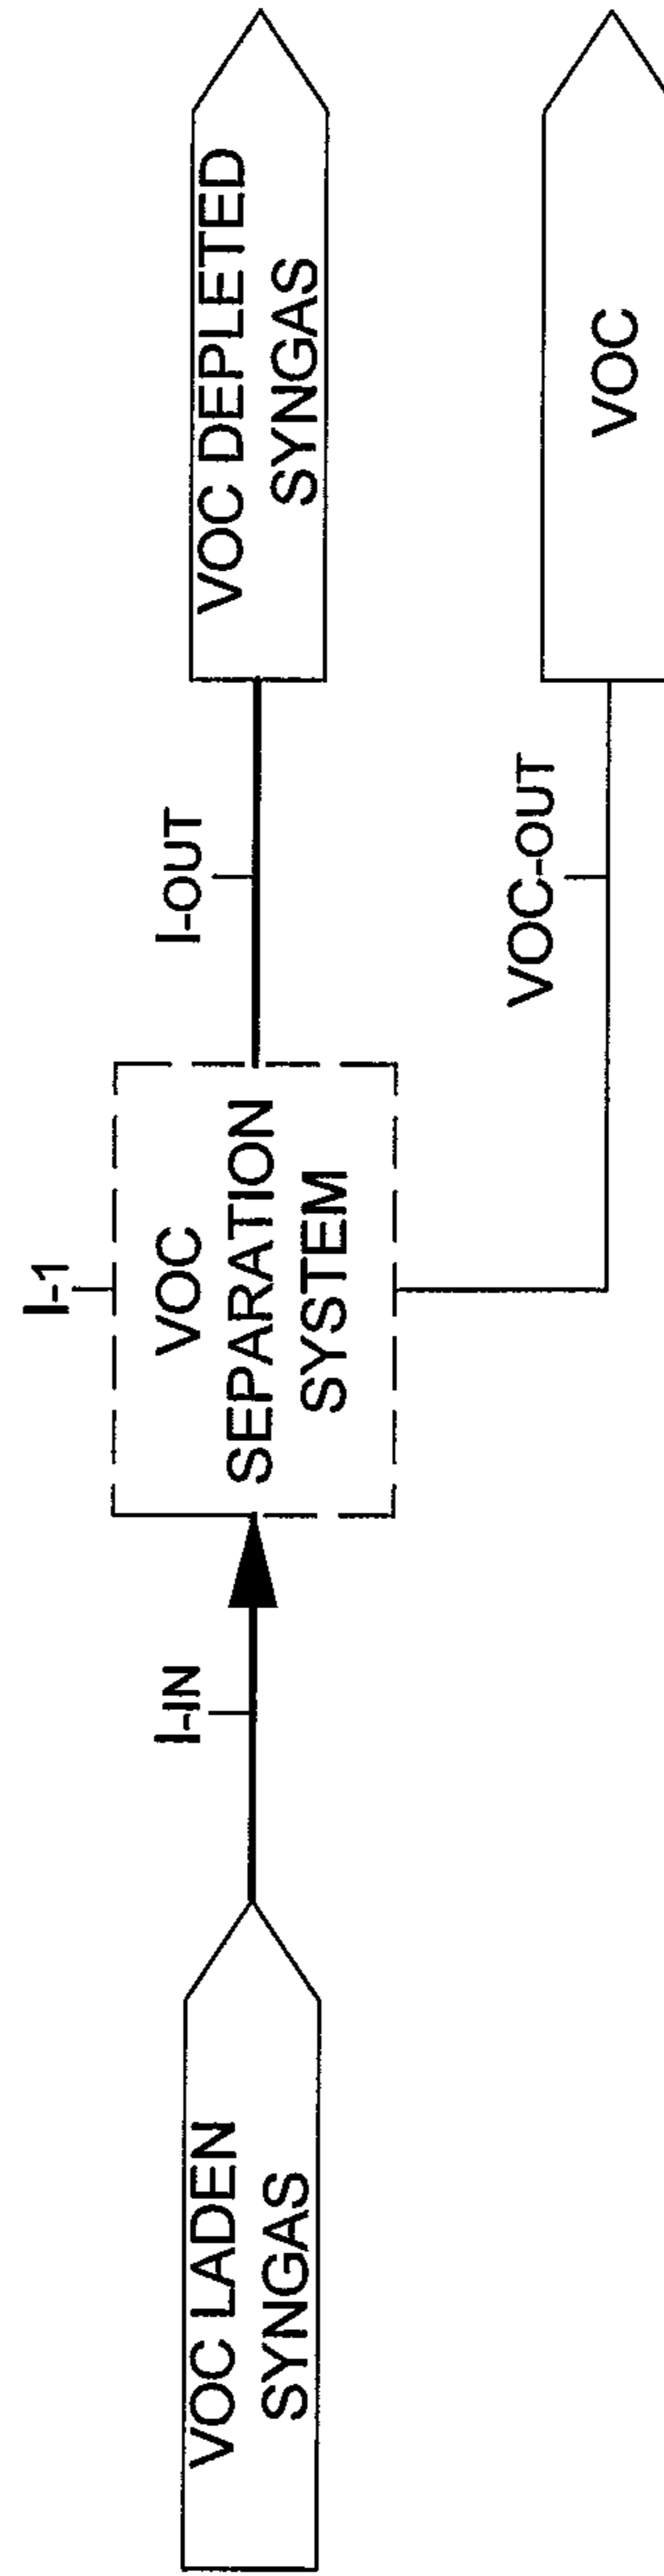 VOC LADEN
SYNGAS
I-IN
I-1
VOC
SEPARATION
SYSTEM
I-OUT
VOC DEPLETED
SYNGAS
VOC-OUT
VOC